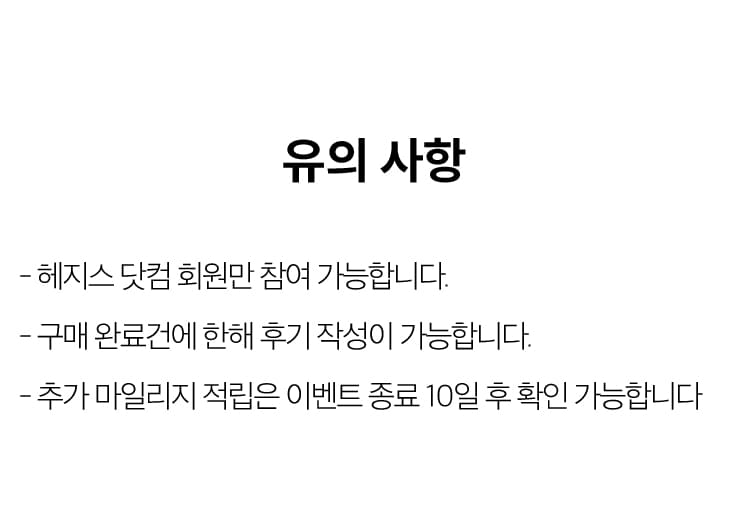 유의 사항
- 헤지스 닷컴 회원만 참여 가능합니다.
- 구매 완료건에 한해 후기 작성이 가능합니다.
- 추가 마일리지 적립은 이벤트 종료 10일 후 확인 가능합니다